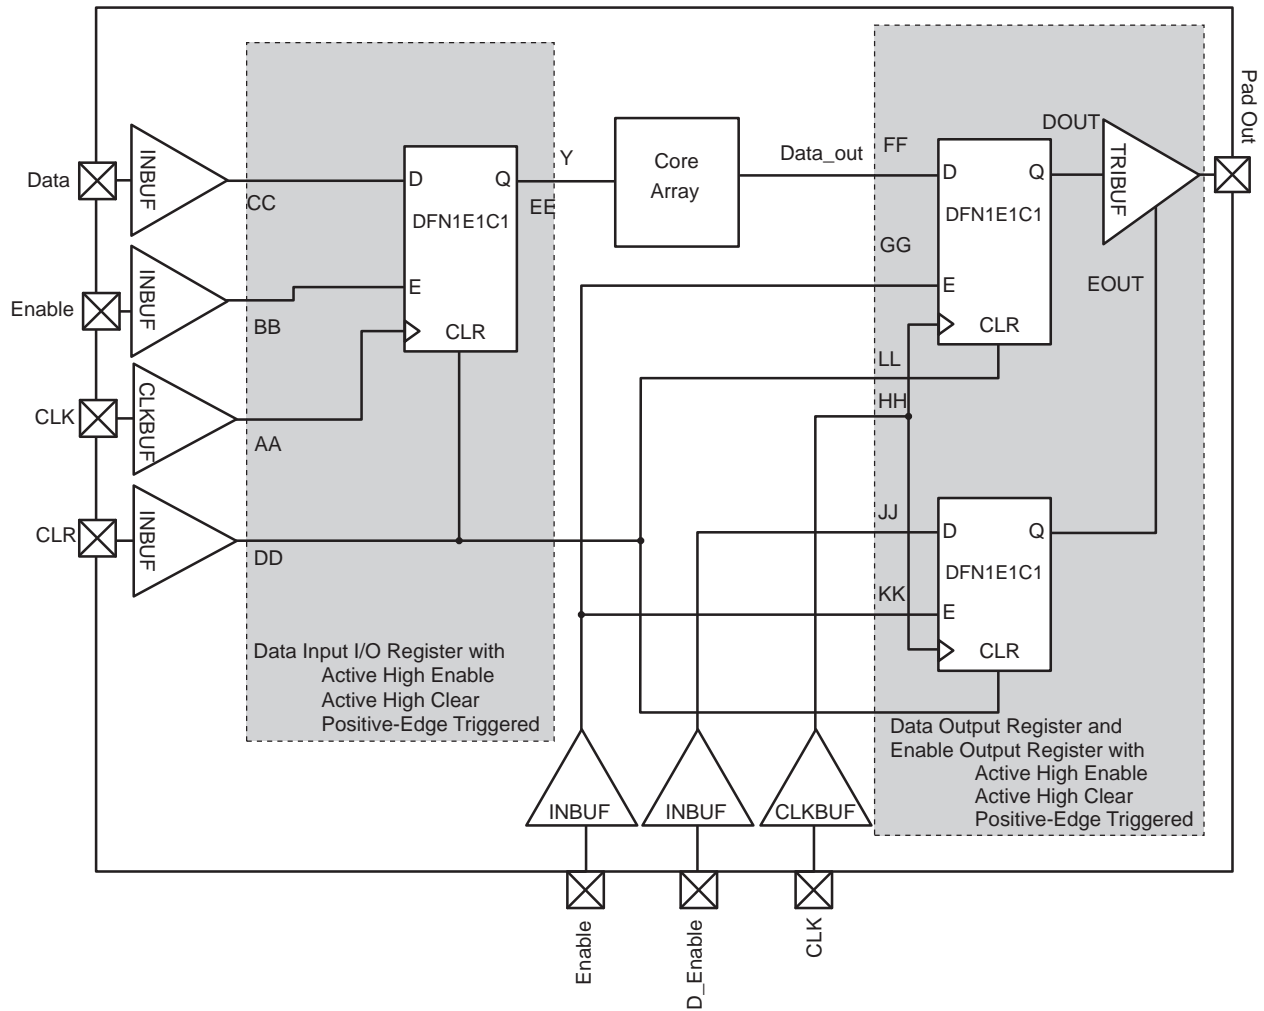 Pad Out
DOUT
Data_out
FF
Y
Core
Array
INBUF
D
Q
D
Q
TRIBUF
Data
CC
EE
DFN1E1C1
DFN1E1C1
GG
INBUF
E
E
EOUT
Enable
BB
CLR
CLR
LL
CLKBUF
HH
CLK
AA
INBUF
JJ
CLR
D
Q
DD
DFN1E1C1
KK
E
CLR
Data Input I/O Register with
Active High Enable
Active High Clear
Positive-Edge Triggered
Data Output Register and
Enable Output Register with
Active High Enable
Active High Clear
Positive-Edge Triggered
INBUF
INBUF
CLKBUF
Enable
D_Enable
CLK